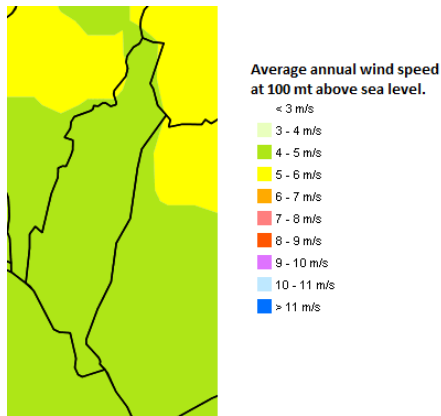 Average annual wind speed
at 100 mt above sea level.
< 3 m/s
3 - 4 m/s
4 - 5 m/s
5 - 6 m/s
6 - 7 m/s
7 - 8 m/s
8 - 9 m/s
9 - 10 m/s
10 - 11 m/s
> 11 m/s